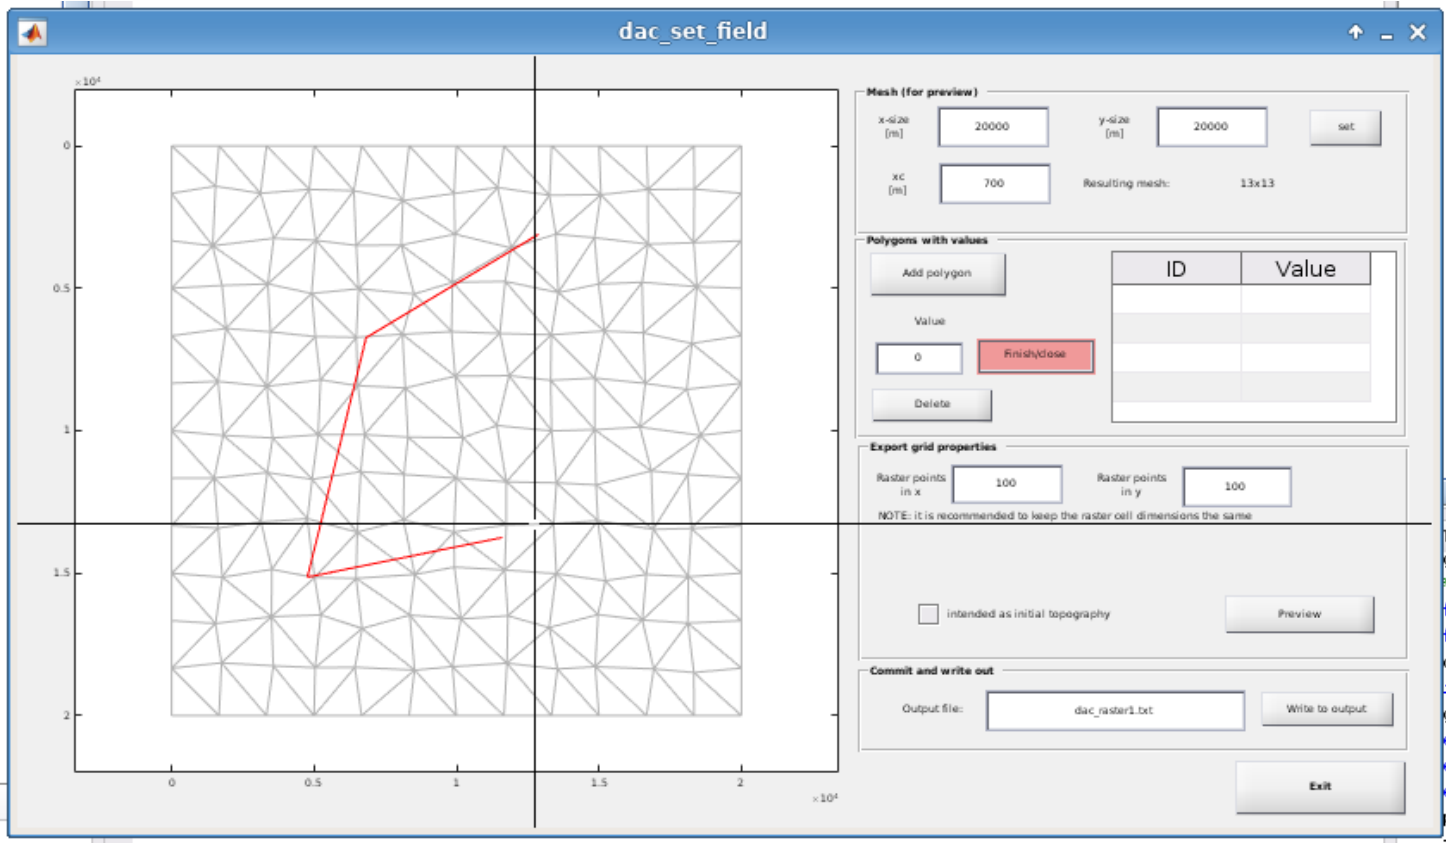 dac_set_field
×10⁴
0
0.5
1
1.5
2
0
0.5
1
1.5
2
×10⁴
Mesh (for preview)
x-size
[m]
20000
y-size
[m]
20000
set
xc
[m]
700
Resulting mesh:
13x13
Polygons with values
Add polygon
ID
Value
Value
0
Finish/close
Delete
Export grid properties
Raster points
in x
100
Raster points
in y
100
NOTE: it is recommended to keep the raster cell dimensions the same
intended as initial topography
Preview
Commit and write out
Output file:
dac_raster1.txt
Write to output
Exit